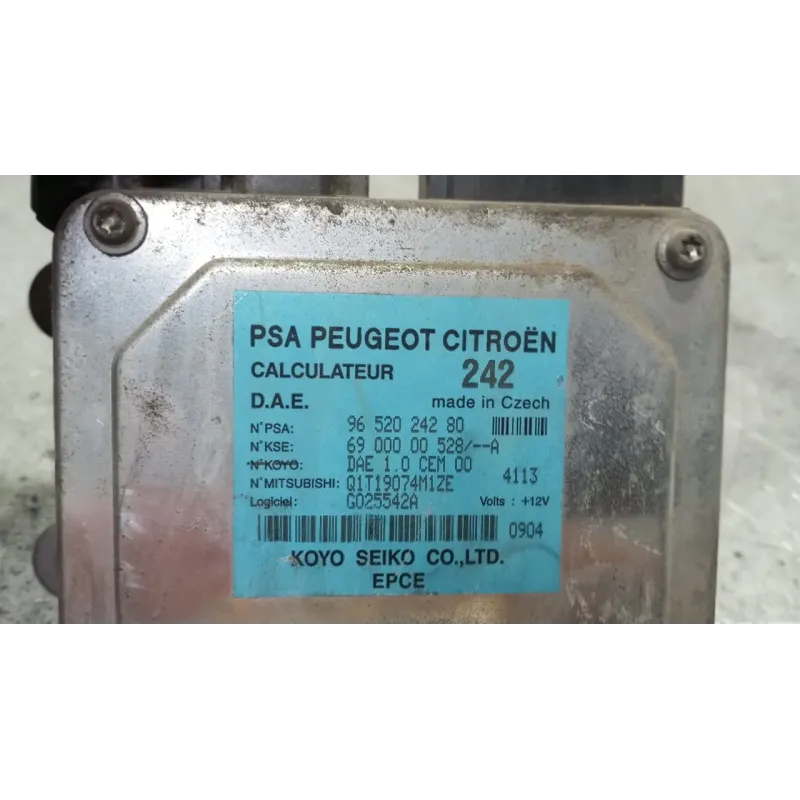 PSA PEUGEOT CITROËN
CALCULATEUR 242
D.A.E. made in Czech
N°PSA: 96 520 242 80
N°KSE: 69 000 00 528/--A
N°KOYO: DAE 1.0 CEM 00
N°MITSUBISHI: Q1T19074M1ZE 4113
Logiciel: G025542A Volts : +12V
0904
KOYO SEIKO CO.,LTD.
EPCE